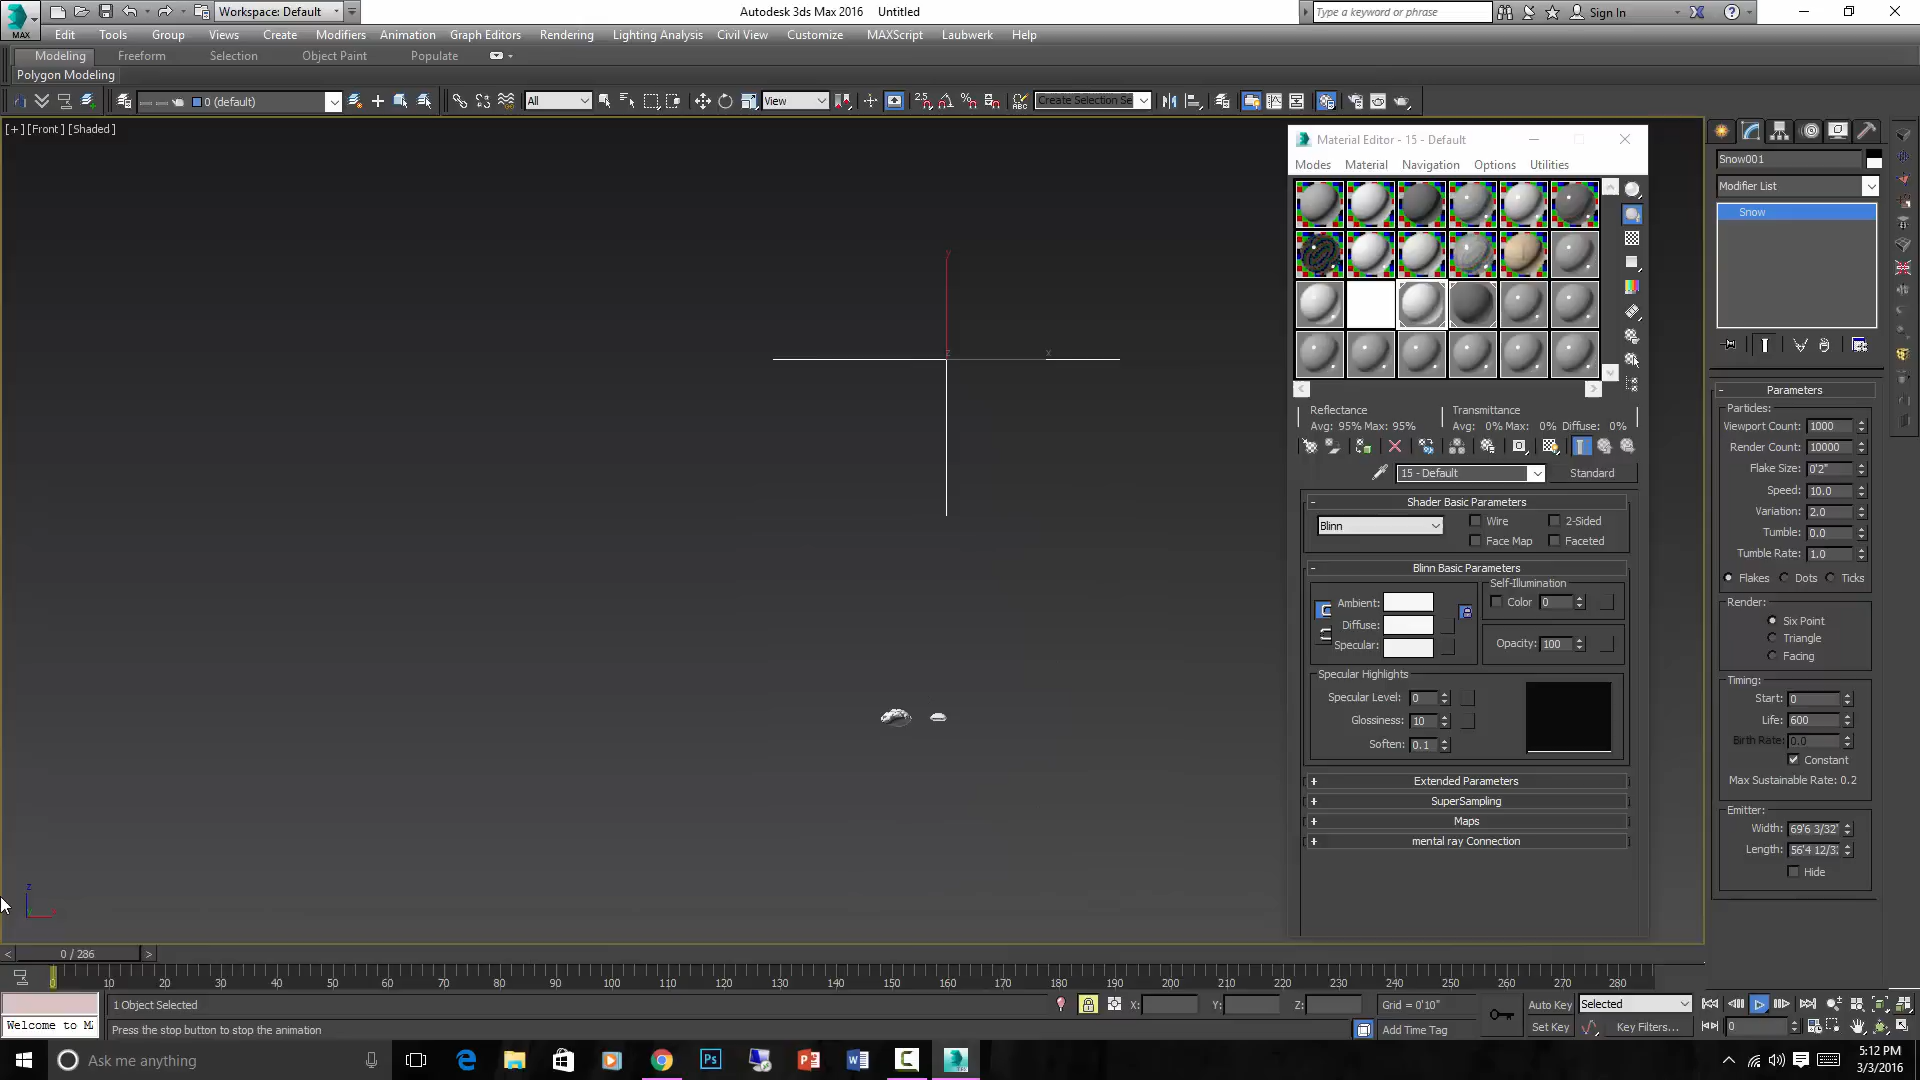 Workspace: Default
Autodesk 3ds Max 2016 Untitled
Type a keyword or phrase
Sign In
MAX
Edit Tools Group Views Create Modifiers Animation Graph Editors Rendering Lighting Analysis Civil View Customize MAXScript Laubwerk Help
Modeling Freeform Selection Object Paint Populate
Polygon Modeling
0 (default)
All
View
Create Selection Se
[+] [Front] [Shaded]
Material Editor - 15 - Default
Modes Material Navigation Options Utilities
Snow001
Modifier List
Snow
y
z
x
Reflectance
Avg: 95% Max: 95%
Transmittance
Avg: 0% Max: 0% Diffuse: 0%
15 - Default
Standard
Shader Basic Parameters
Blinn
Wire
2-Sided
Face Map
Faceted
Blinn Basic Parameters
Self-Illumination
Ambient:
Color 0
Diffuse:
Specular:
Opacity: 100
Specular Highlights
Specular Level: 0
Glossiness: 10
Soften: 0.1
Extended Parameters
SuperSampling
Maps
mental ray Connection
Parameters
Particles:
Viewport Count: 1000
Render Count: 10000
Flake Size: 0'2"
Speed: 10.0
Variation: 2.0
Tumble: 0.0
Tumble Rate: 1.0
Flakes Dots Ticks
Render:
Six Point
Triangle
Facing
Timing:
Start: 0
Life: 600
Birth Rate: 0.0
Constant
Max Sustainable Rate: 0.2
Emitter:
Width: 69'6 3/32"
Length: 56'4 12/32
Hide
z
0 / 286
0 10 20 30 40 50 60 70 80 90 100 110 120 130 140 150 160 170 180 190 200 210 220 230 240 250 260 270 280
1 Object Selected
X: Y: Z:
Grid = 0'10"
Auto Key
Selected
Welcome to M
Press the stop button to stop the animation
Add Time Tag
Set Key
Key Filters...
0
Ask me anything
5:12 PM
3/3/2016